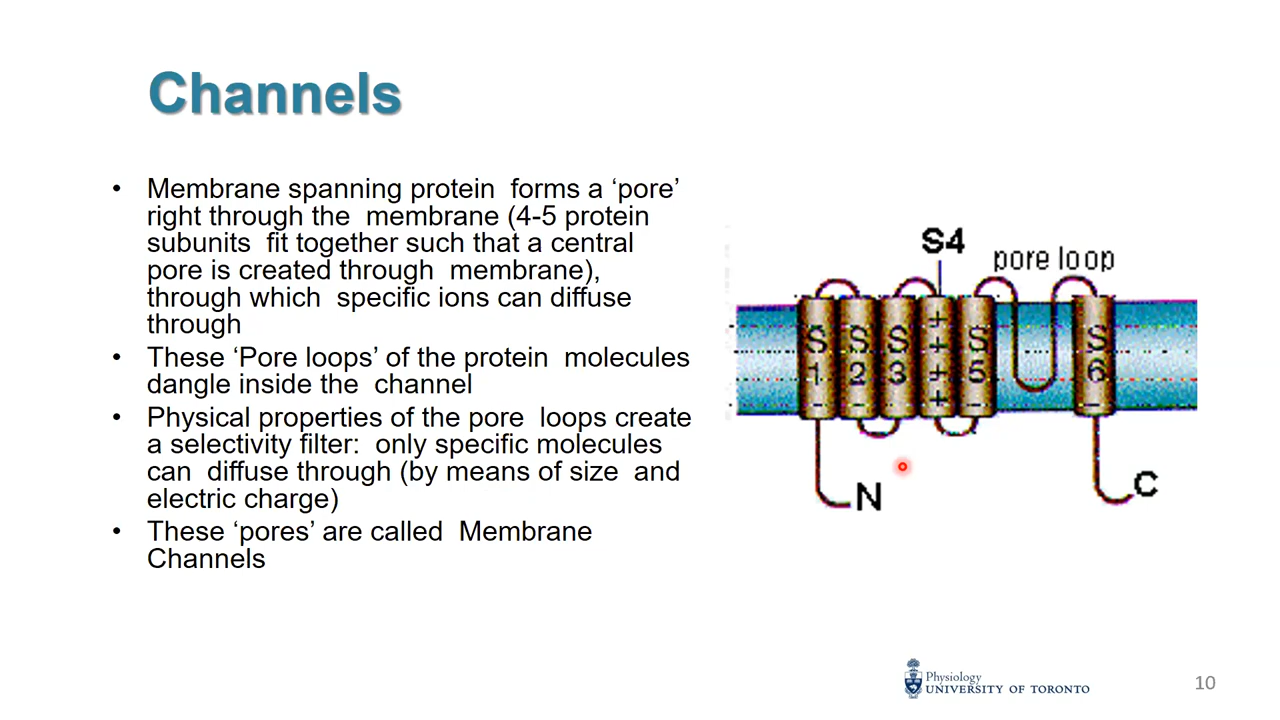 Channels
• Membrane spanning protein forms a ‘pore’
right through the membrane (4-5 protein
subunits fit together such that a central
pore is created through membrane),
through which specific ions can diffuse
through
• These ‘Pore loops’ of the protein molecules
dangle inside the channel
• Physical properties of the pore loops create
a selectivity filter: only specific molecules
can diffuse through (by means of size and
electric charge)
• These ‘pores’ are called Membrane
Channels
S4
pore loop
S1 S2 S3 + + + + S5 S6
N
C
Physiology
UNIVERSITY OF TORONTO
10